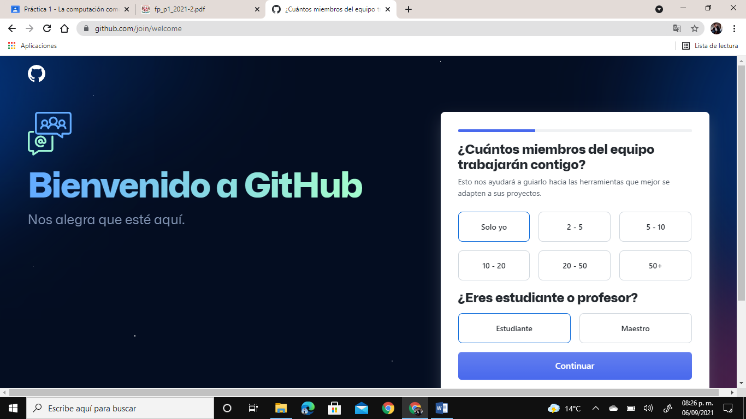 Práctica 1 - La computación com
fp_p1_2021-2.pdf
¿Cuántos miembros del equipo t
github.com/join/welcome
Aplicaciones
Lista de lectura
Bienvenido a GitHub
Nos alegra que esté aquí.
¿Cuántos miembros del equipo
trabajarán contigo?
Esto nos ayudará a guiarlo hacia las herramientas que mejor se
adapten a sus proyectos.
Solo yo
2 - 5
5 - 10
10 - 20
20 - 50
50+
¿Eres estudiante o profesor?
Estudiante
Maestro
Continuar
Escribe aquí para buscar
14°C
08:26 p. m.
06/09/2021